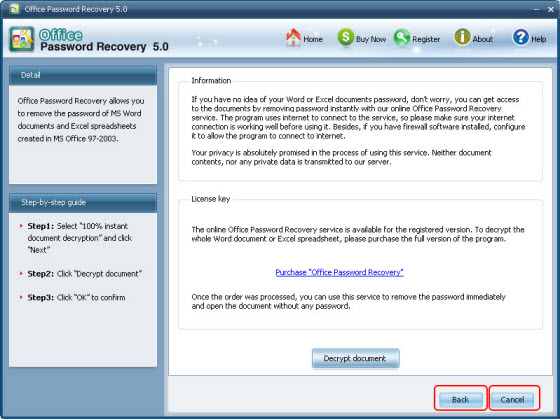 Office Password Recovery 5.0
Office
Password Recovery 5.0
Home
Buy Now
Register
About
Help
Detail
Office Password Recovery allows you
to remove the password of MS Word
documents and Excel spreadsheets
created in MS Office 97-2003.
Step-by-step guide
Step1: Select "100% instant
document decryption" and click
"Next"
Step2: Click "Decrypt document"
Step3: Click "OK" to confirm
Information
If you have no idea of your Word or Excel documents password, don't worry, you can get access
to the documents by removing password instantly with our online Office Password Recovery
service. The program uses internet to connect to the service, so please make sure your internet
connection is working well before using it. Besides, if you have firewall software installed, configure
it to allow the program to connect to internet.
Your privacy is absolutely promised in the process of using this service. Neither document
contents, nor any private data is transmitted to our server.
License key
The online Office Password Recovery service is available for the registered version. To decrypt the
whole Word document or Excel spreadsheet, please purchase the full version of the program.
Purchase "Office Password Recovery"
Once the order was processed, you can use this service to remove the password immediately
and open the document without any password.
Decrypt document
Back
Cancel